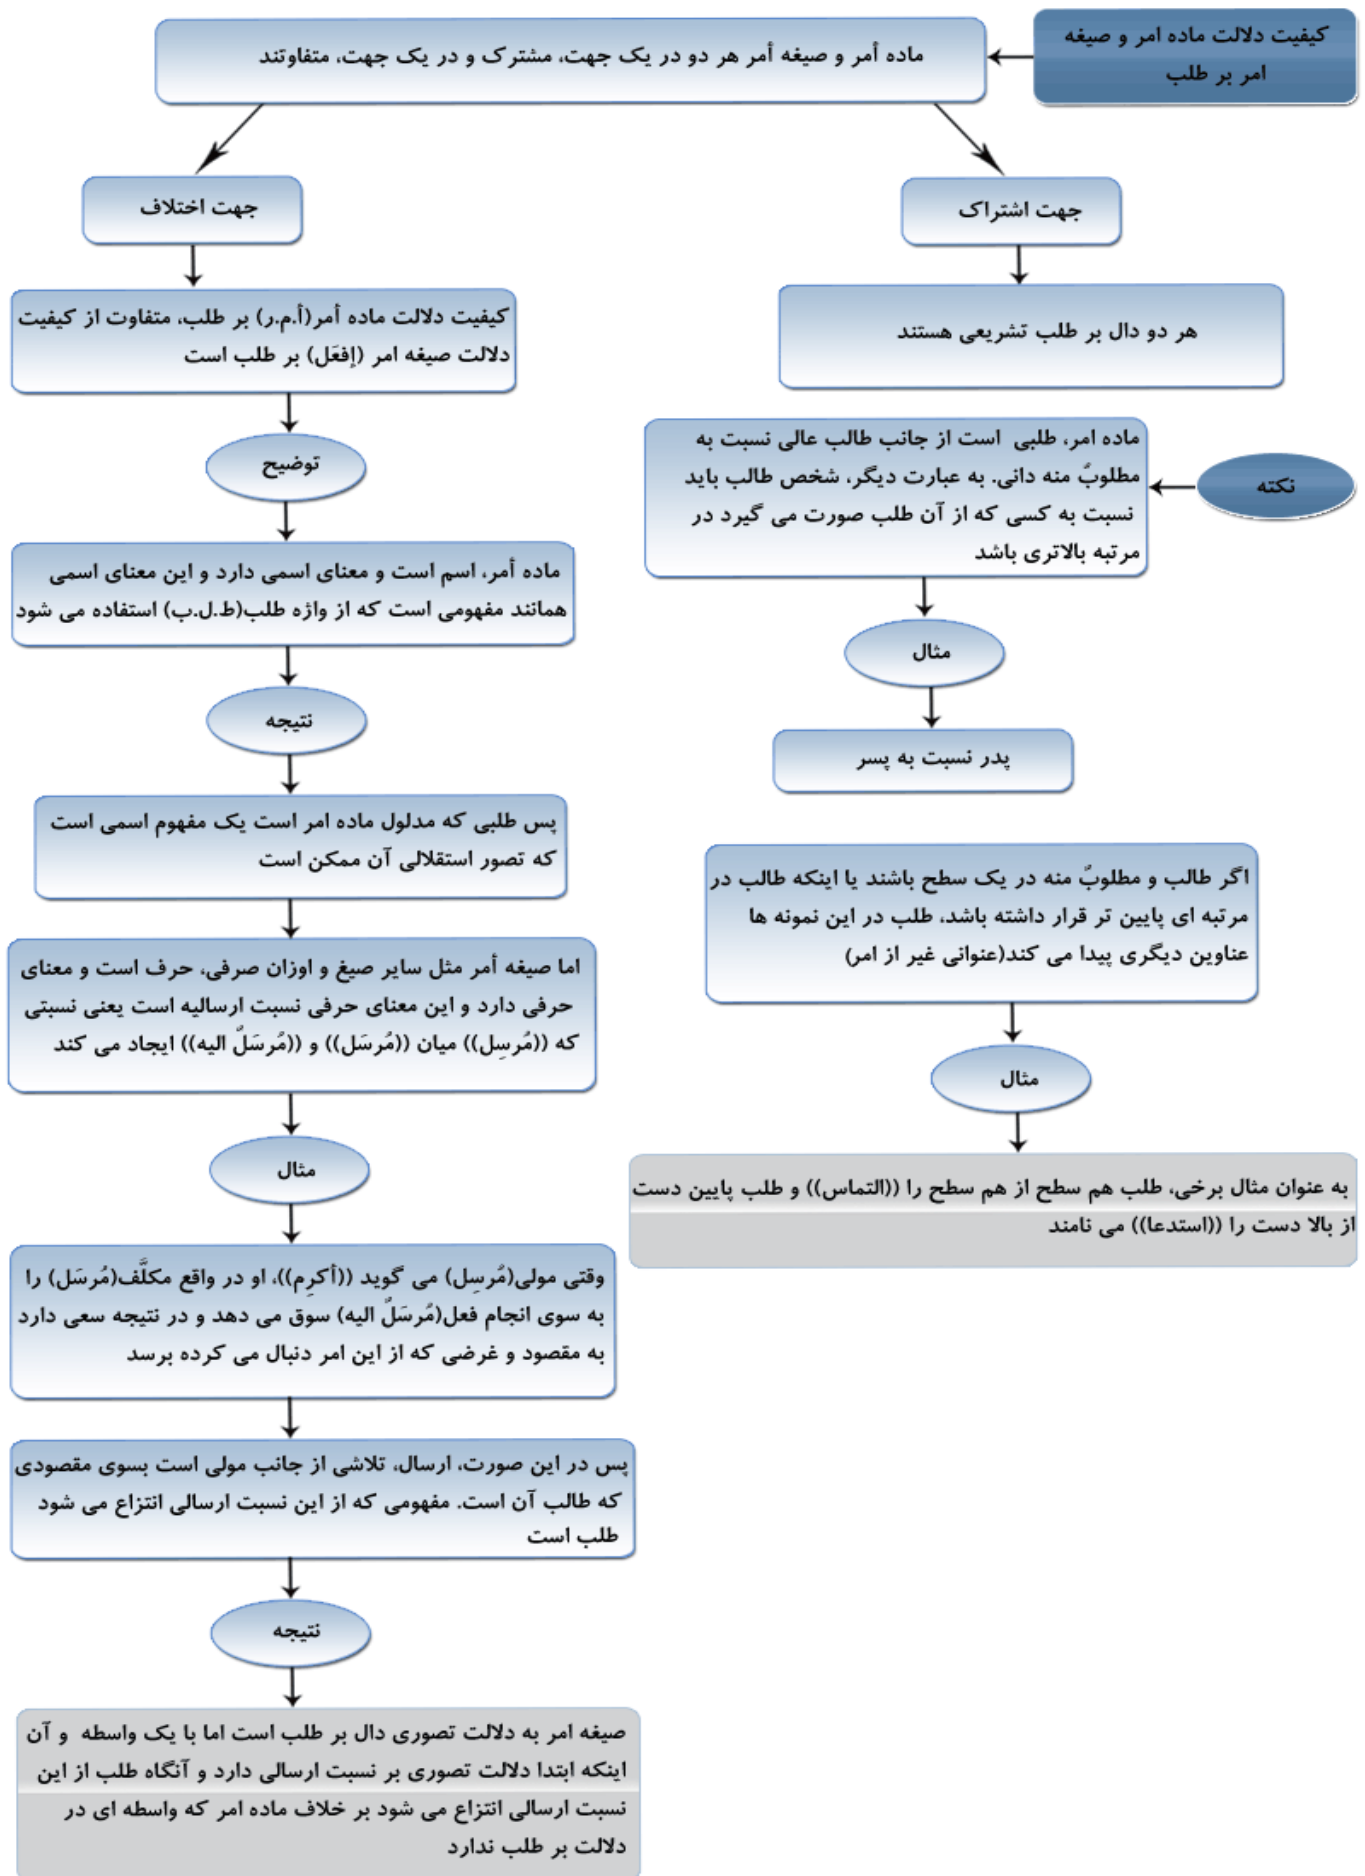 کیفیت دلالت ماده امر و صیغه
امر بر طلب
ماده أمر و صیغه أمر هر دو در یک جهت، مشترک و در یک جهت، متفاوتند
جهت اشتراک
هر دو دال بر طلب تشریعی هستند
نکته
ماده امر، طلبی است از جانب طالب عالی نسبت به
مطلوبٌ منه دانی. به عبارت دیگر، شخص طالب باید
نسبت به کسی که از آن طلب صورت می گیرد در
مرتبه بالاتری باشد
مثال
پدر نسبت به پسر
اگر طالب و مطلوبٌ منه در یک سطح باشند یا اینکه طالب در
مرتبه ای پایین تر قرار داشته باشد، طلب در این نمونه ها
عناوین دیگری پیدا می کند(عنوانی غیر از امر)
مثال
به عنوان مثال برخی، طلب هم سطح از هم سطح را ((التماس)) و طلب پایین دست
از بالا دست را ((استدعا)) می نامند
جهت اختلاف
کیفیت دلالت ماده أمر(أ.م.ر) بر طلب، متفاوت از کیفیت
دلالت صیغه امر (إفعَل) بر طلب است
توضیح
ماده أمر، اسم است و معنای اسمی دارد و این معنای اسمی
همانند مفهومی است که از واژه طلب(ط.ل.ب) استفاده می شود
نتیجه
پس طلبی که مدلول ماده امر است یک مفهوم اسمی است
که تصور استقلالی آن ممکن است
اما صیغه أمر مثل سایر صیغ و اوزان صرفی، حرف است و معنای
حرفی دارد و این معنای حرفی نسبت ارسالیه است یعنی نسبتی
که ((مُرسِل)) میان ((مُرسَل)) و ((مُرسَلٌ الیه)) ایجاد می کند
مثال
وقتی مولی(مُرسِل) می گوید ((أکرِم))، او در واقع مکلَّف(مُرسَل) را
به سوی انجام فعل(مُرسَلٌ الیه) سوق می دهد و در نتیجه سعی دارد
به مقصود و غرضی که از این امر دنبال می کرده برسد
پس در این صورت، ارسال، تلاشی از جانب مولی است بسوی مقصودی
که طالب آن است. مفهومی که از این نسبت ارسالی انتزاع می شود
طلب است
نتیجه
صیغه امر به دلالت تصوری دال بر طلب است اما با یک واسطه و آن
اینکه ابتدا دلالت تصوری بر نسبت ارسالی دارد و آنگاه طلب از این
نسبت ارسالی انتزاع می شود بر خلاف ماده امر که واسطه ای در
دلالت بر طلب ندارد